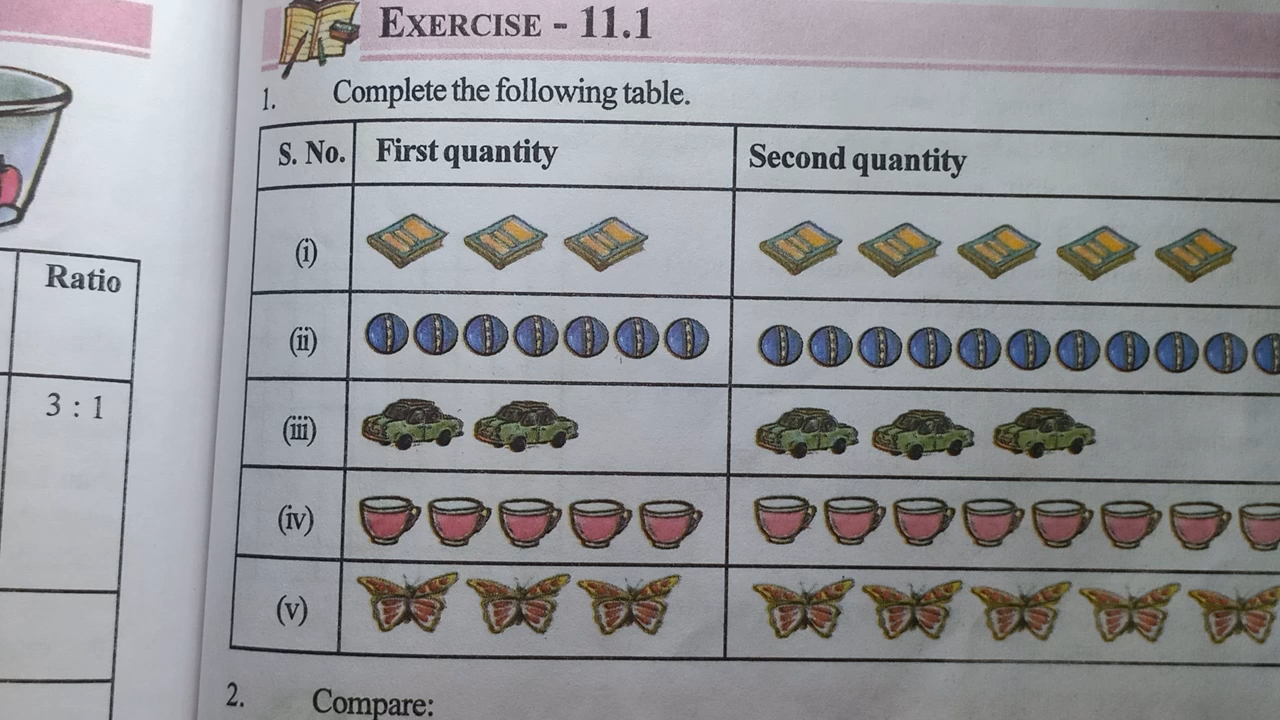 EXERCISE - 11.1
1. Complete the following table.
S. No. First quantity Second quantity
(i)
(ii)
(iii)
(iv)
(v)
2. Compare:
Ratio
3 : 1